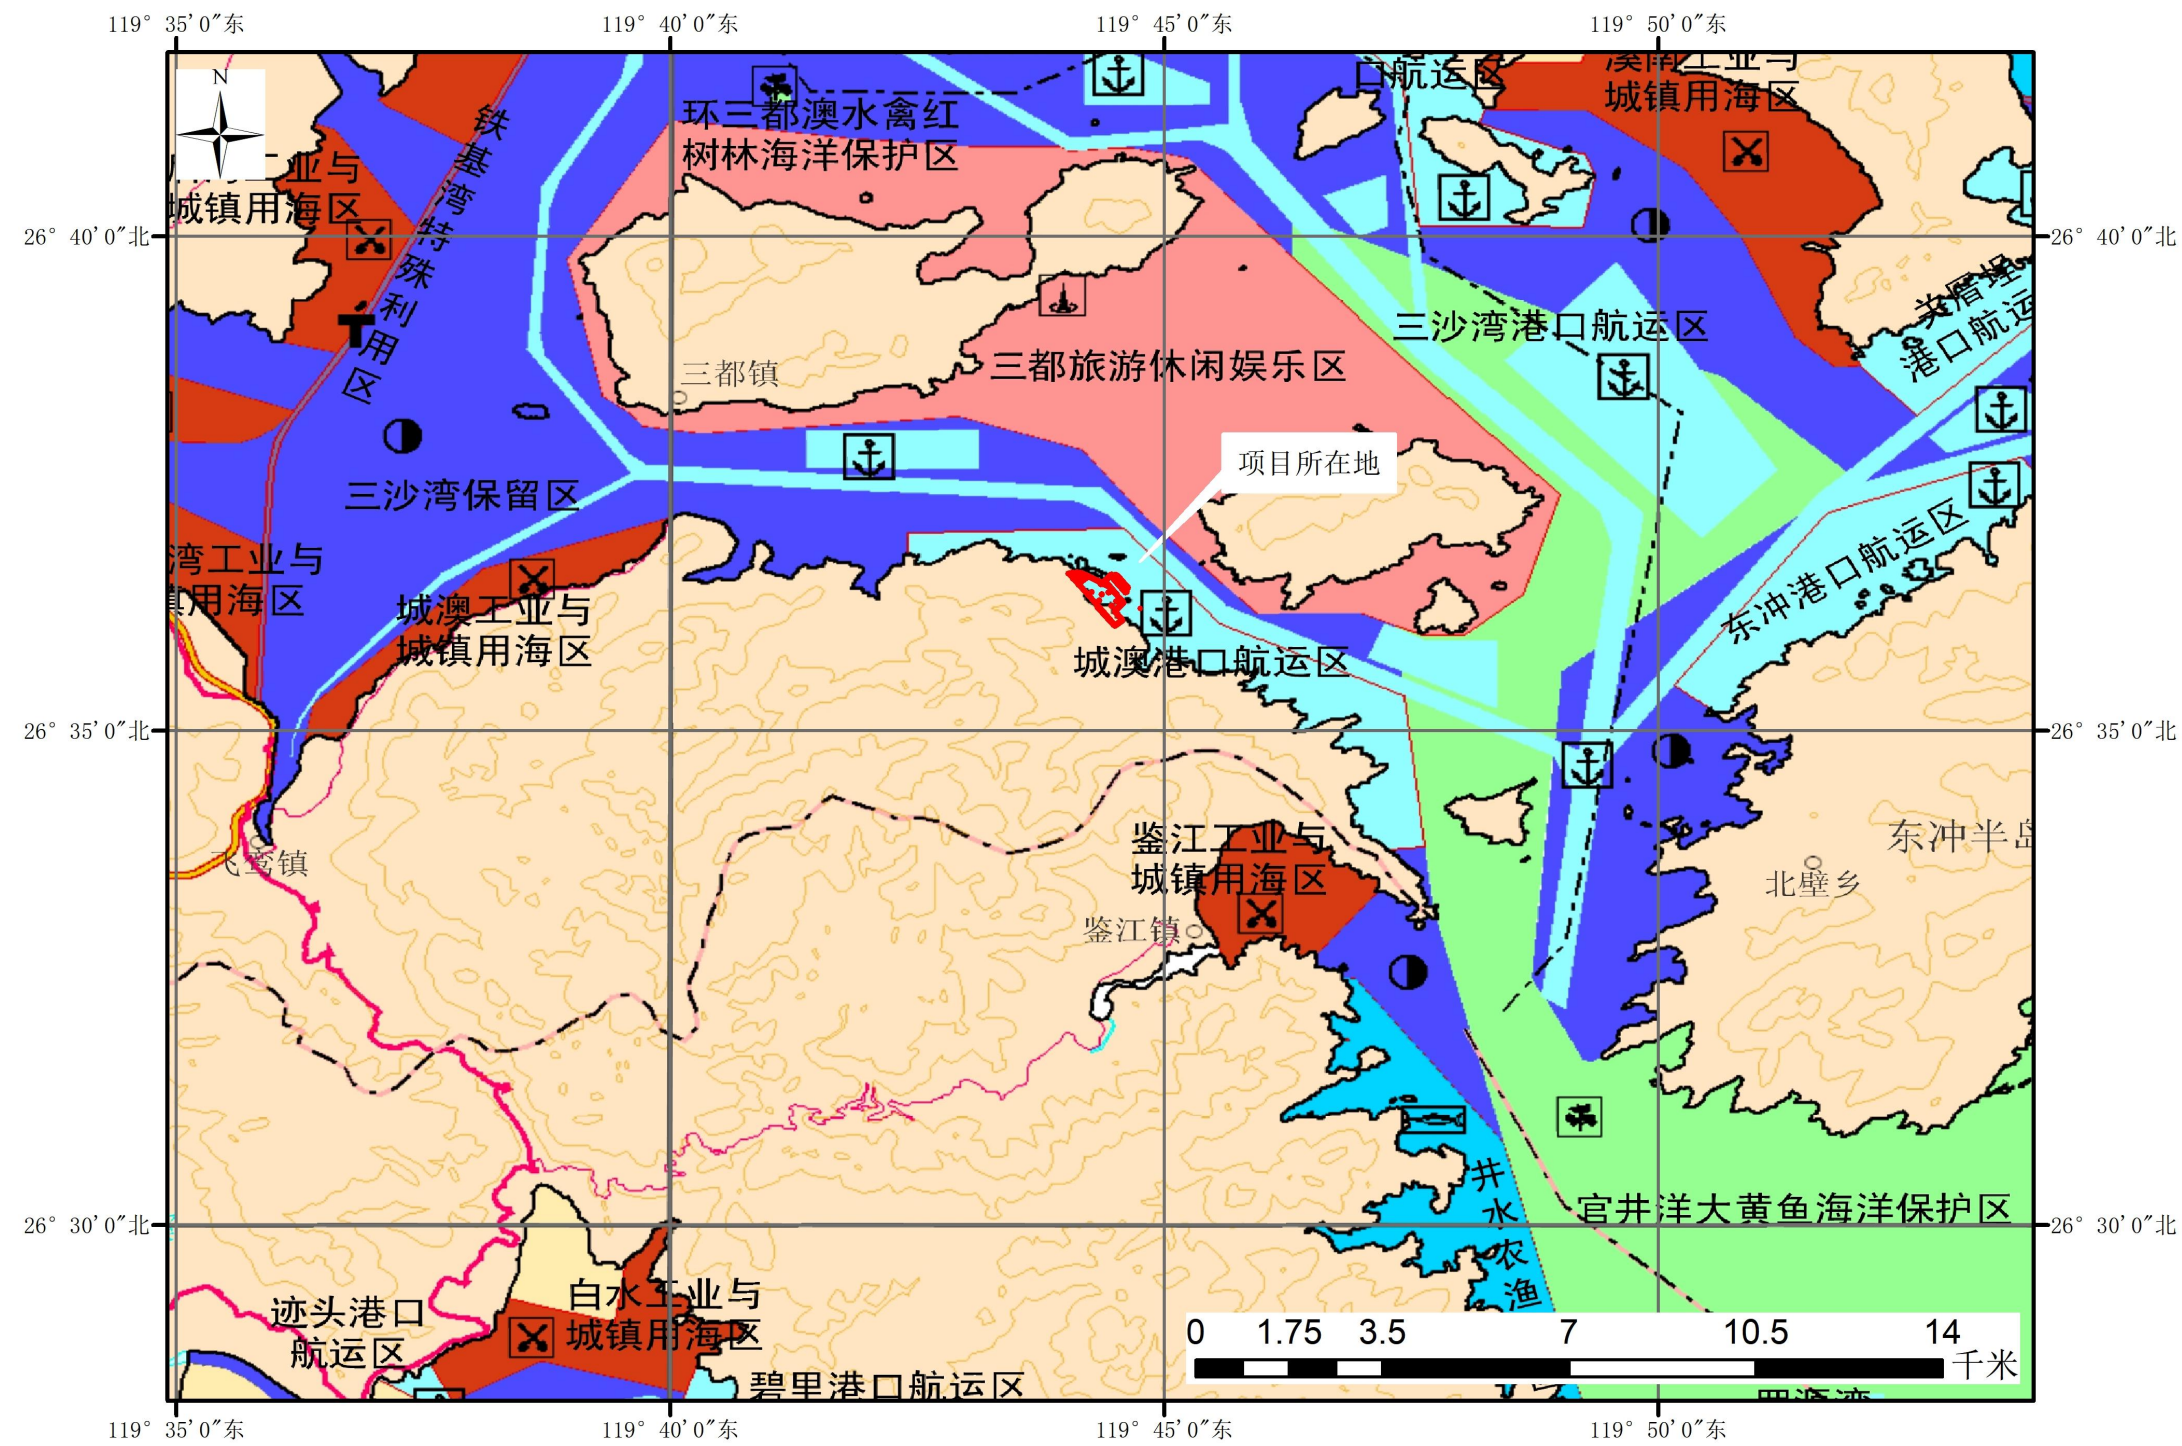 119° 35′0″东 119° 40′0″东 119° 45′0″东 119° 50′0″东
N
口航运区
溪南工业与
城镇用海区
环三都澳水禽红
树林海洋保护区
铁基湾特殊利用区
工业与
城镇用海区
26° 40′0″北 26° 40′0″北
港口航运
三沙湾港口航运区
三都旅游休闲娱乐区
三都镇
项目所在地
三沙湾保留区
东冲港口航运区
湾工业与
用海区
城澳工业与
城镇用海区
城澳港口航运区
26° 35′0″北 26° 35′0″北
鉴江工业与
城镇用海区
东冲半岛
飞鸾镇
北壁乡
鉴江镇
井水农渔
官井洋大黄鱼海洋保护区
26° 30′0″北 26° 30′0″北
白水工业与
城镇用海区
迹头港口
航运区
碧里港口航运区
0 1.75 3.5 7 10.5 14
千米
119° 35′0″东 119° 40′0″东 119° 45′0″东 119° 50′0″东